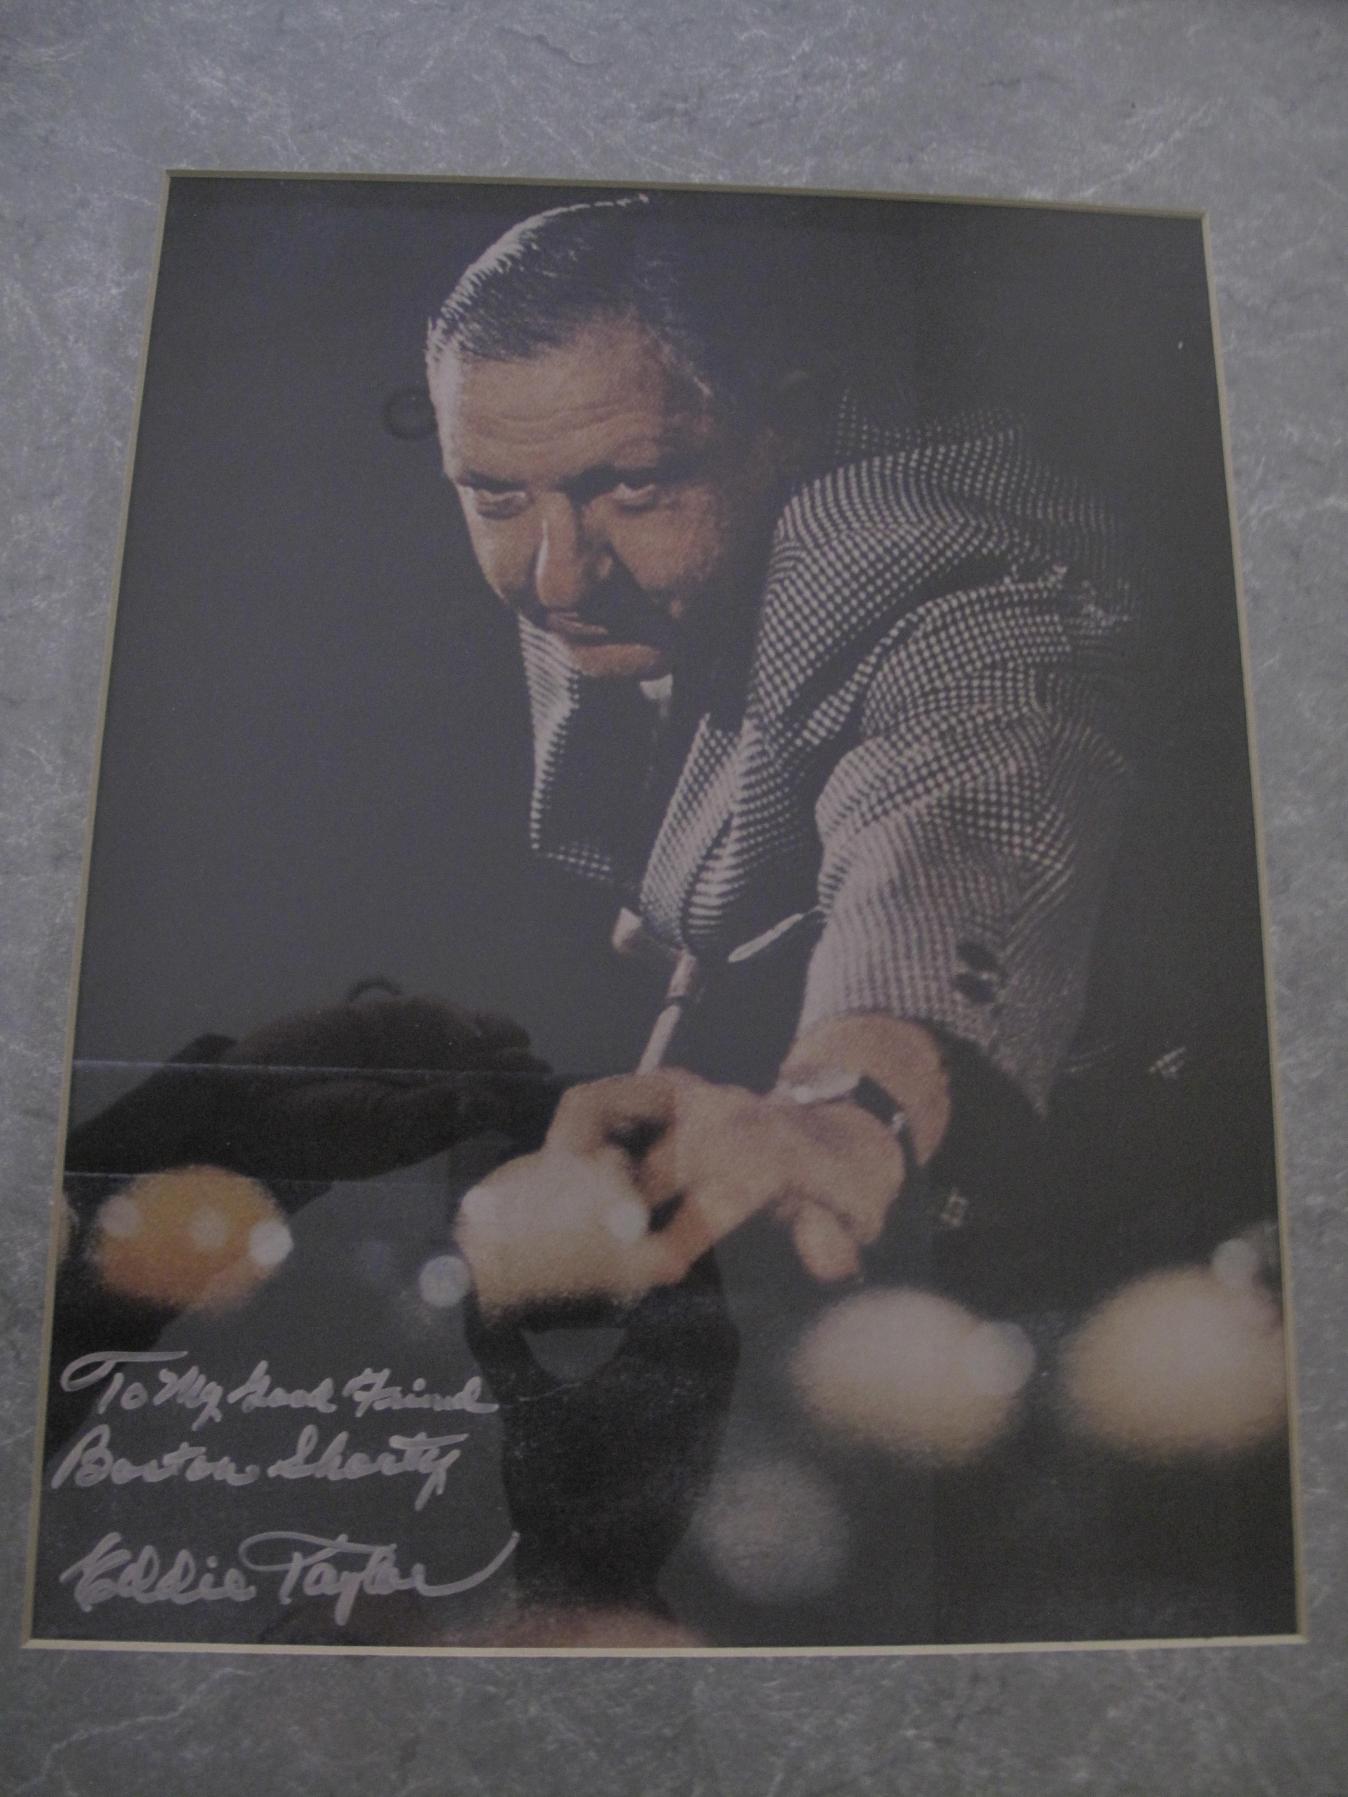 To My Good Friend
Boston Shorty
Eddie Taylor